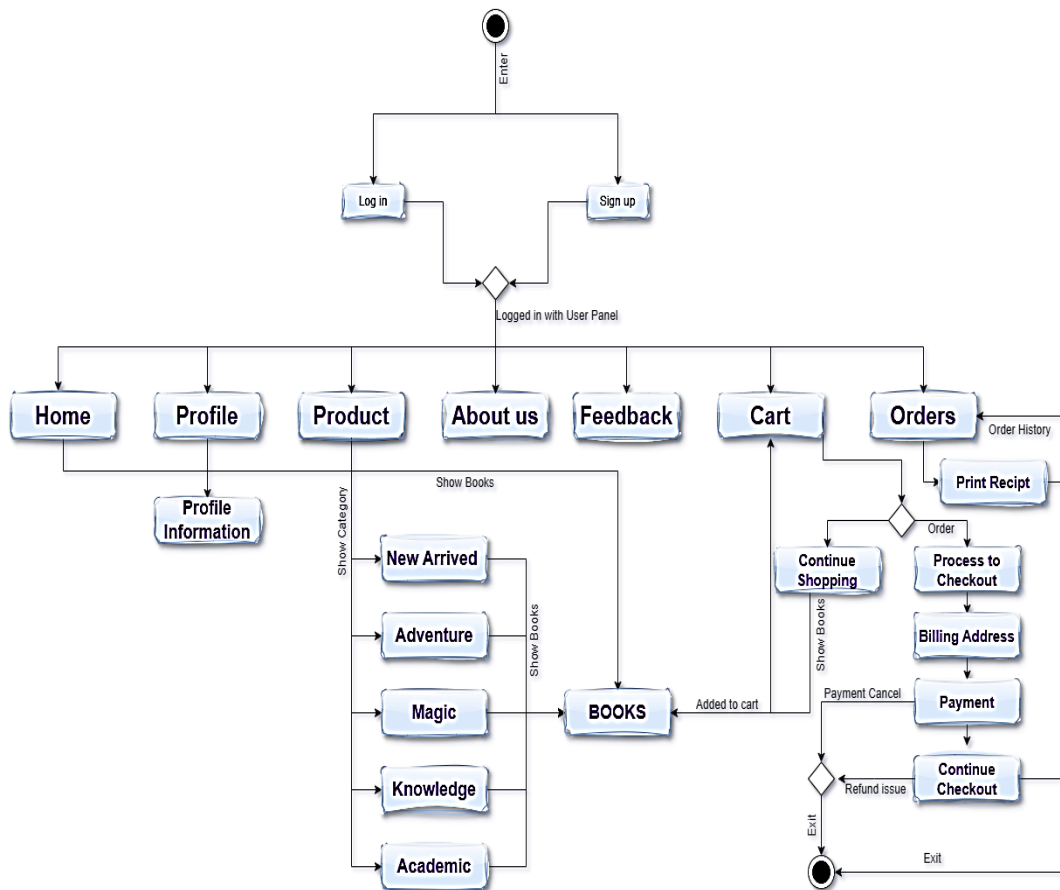 Enter
Log in
Sign up
Logged in with User Panel
Home
Profile
Product
About us
Feedback
Cart
Orders
Order History
Show Books
Print Recipt
Profile
Information
Show Category
Order
New Arrived
Continue
Shopping
Process to
Checkout
Adventure
Show Books
Show Books
Billing Address
Magic
BOOKS
Added to cart
Payment Cancel
Payment
Knowledge
Refund issue
Continue
Checkout
Exit
Academic
Exit